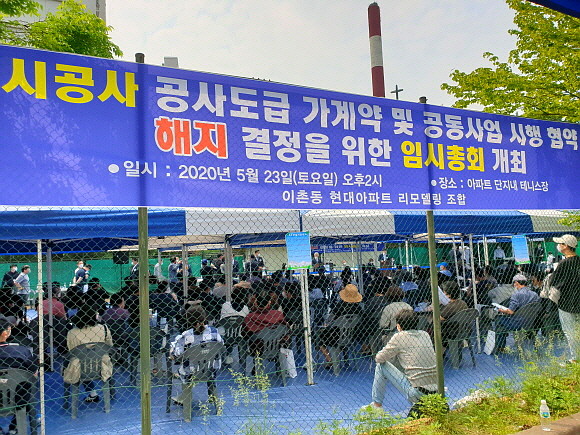 시공사 공사도급 가계약 및 공동사업 시행 협약
해지 결정을 위한 임시총회 개최
•일시 : 2020년 5월 23일(토요일) 오후2시 •장소 : 아파트 단지내 테니스장
이촌동 현대아파트 리모델링 조합